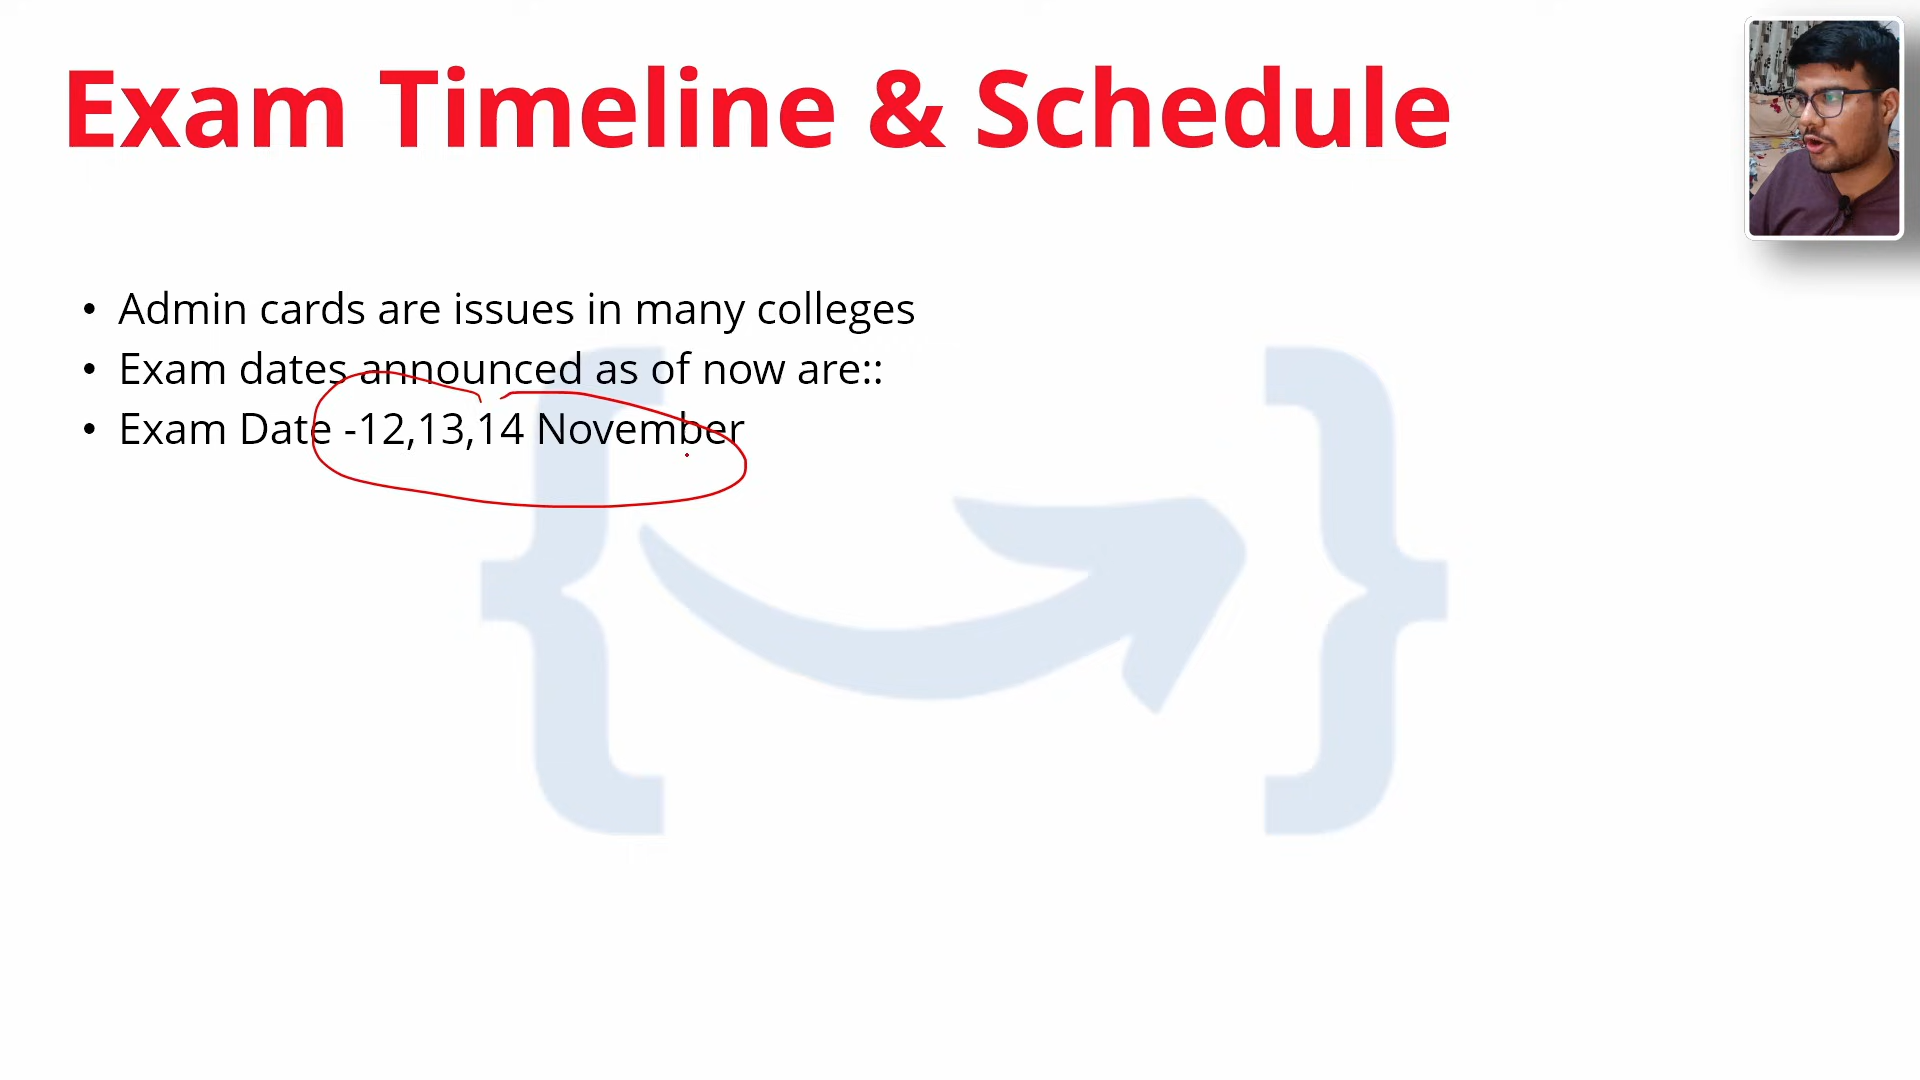 Exam Timeline & Schedule
• Admin cards are issues in many colleges
• Exam dates announced as of now are::
• Exam Date -12,13,14 November